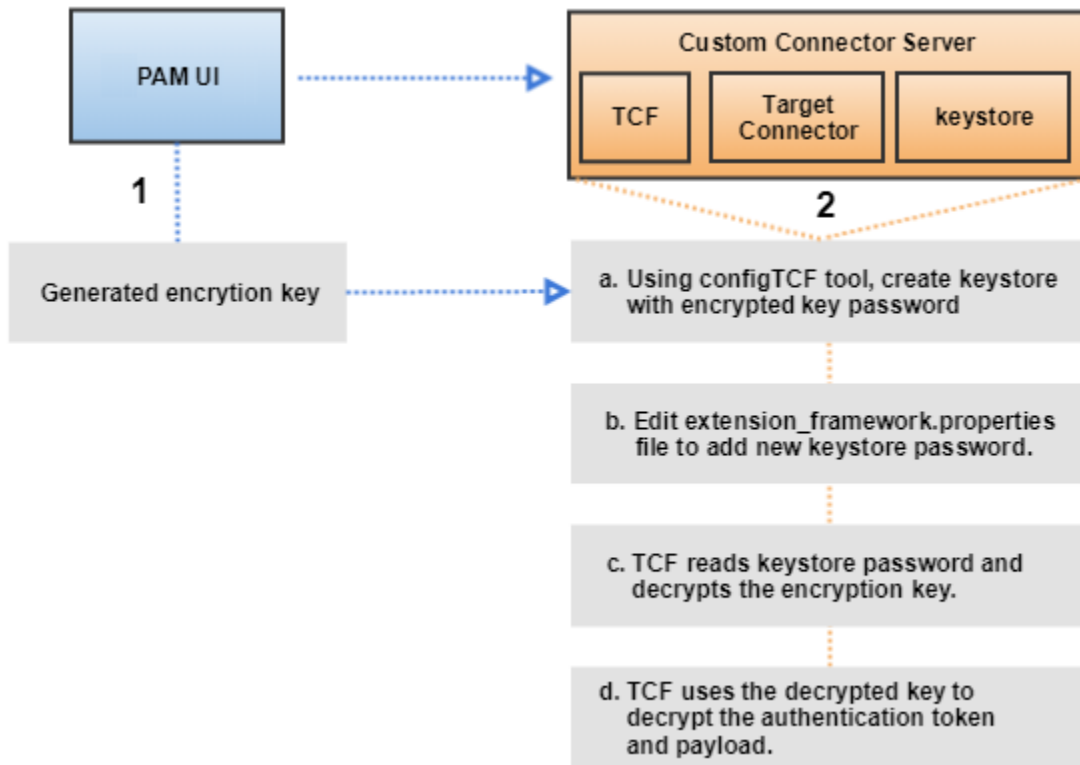 PAM UI
Custom Connector Server
TCF
Target
Connector
keystore
1
2
Generated encrytion key
a. Using configTCF tool, create keystore
with encrypted key password
b. Edit extension_framework.properties
file to add new keystore password.
c. TCF reads keystore password and
decrypts the encryption key.
d. TCF uses the decrypted key to
decrypt the authentication token
and payload.